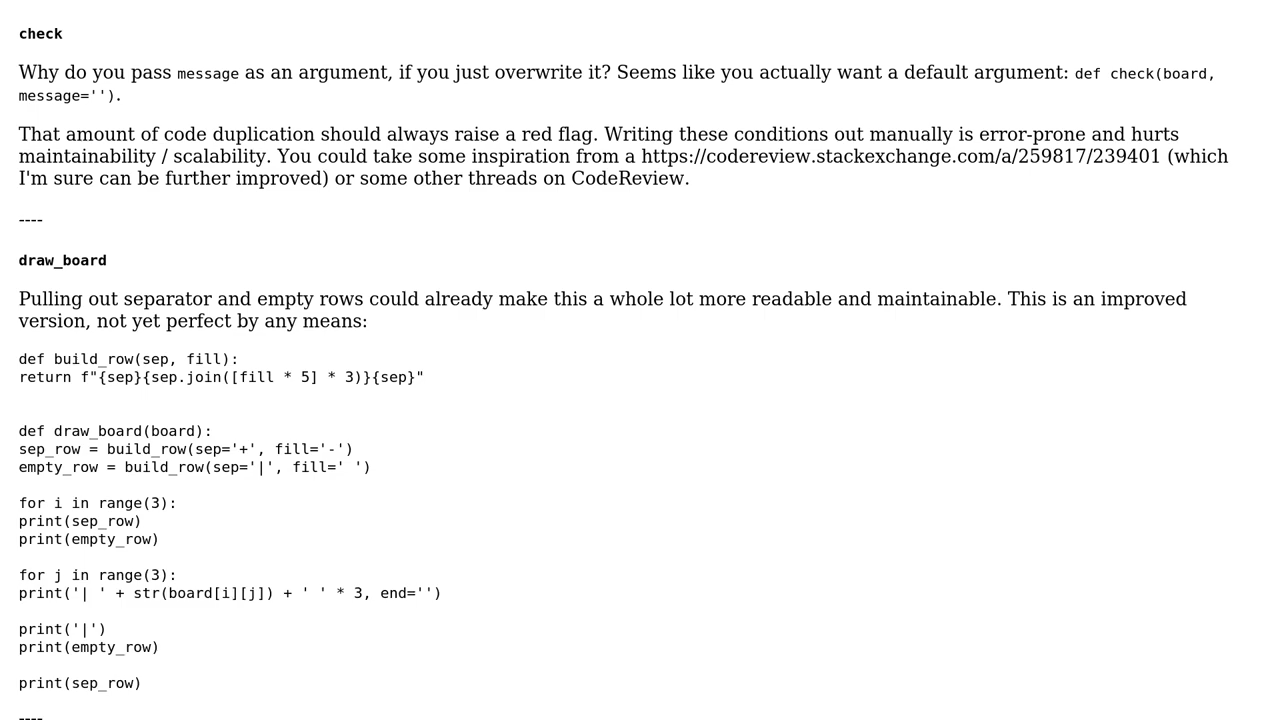 check
Why do you pass message as an argument, if you just overwrite it? Seems like you actually want a default argument: def check(board,
message='').
That amount of code duplication should always raise a red flag. Writing these conditions out manually is error-prone and hurts
maintainability / scalability. You could take some inspiration from a https://codereview.stackexchange.com/a/259817/239401 (which
I'm sure can be further improved) or some other threads on CodeReview.
----
draw_board
Pulling out separator and empty rows could already make this a whole lot more readable and maintainable. This is an improved
version, not yet perfect by any means:
def build_row(sep, fill):
return f"{sep}{sep.join([fill * 5] * 3)}{sep}"
def draw_board(board):
sep_row = build_row(sep='+', fill='-')
empty_row = build_row(sep='|', fill=' ')
for i in range(3):
print(sep_row)
print(empty_row)
for j in range(3):
print('| ' + str(board[i][j]) + ' ' * 3, end='')
print('|')
print(empty_row)
print(sep_row)
----